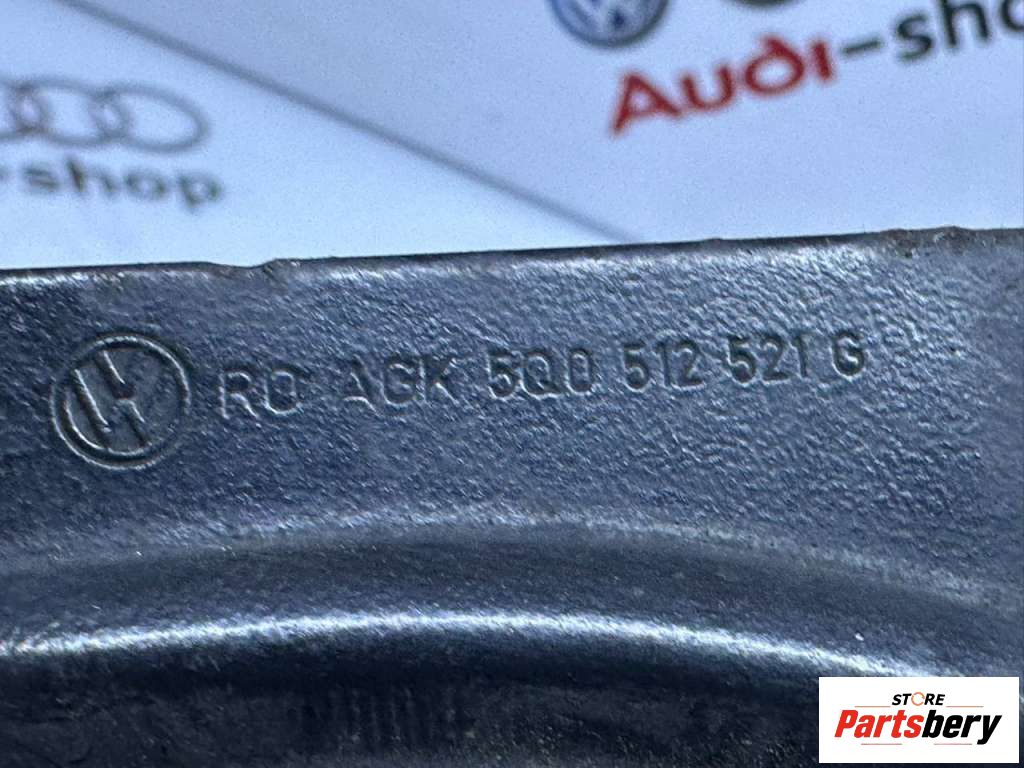 Audi-sho
-shop
RO AGK 5Q0 512 521 G
STORE
Partsbery